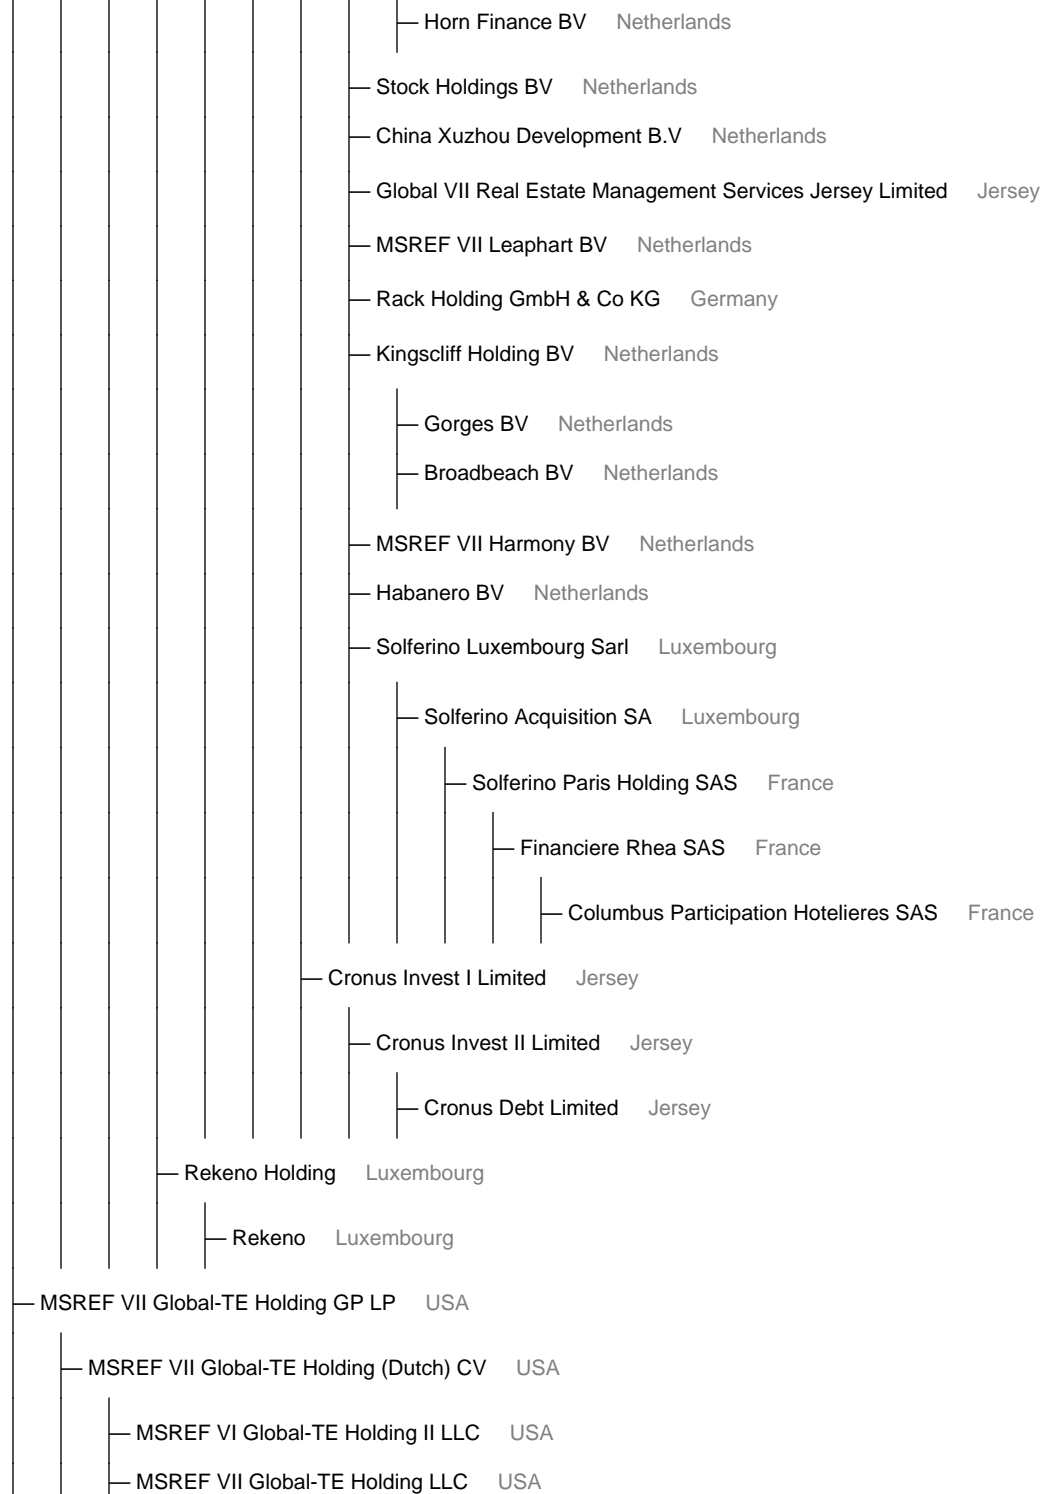 Horn Finance BV Netherlands
Stock Holdings BV Netherlands
China Xuzhou Development B.V Netherlands
Global VII Real Estate Management Services Jersey Limited Jersey
MSREF VII Leaphart BV Netherlands
Rack Holding GmbH & Co KG Germany
Kingscliff Holding BV Netherlands
Gorges BV Netherlands
Broadbeach BV Netherlands
MSREF VII Harmony BV Netherlands
Habanero BV Netherlands
Solferino Luxembourg Sarl Luxembourg
Solferino Acquisition SA Luxembourg
Solferino Paris Holding SAS France
Financiere Rhea SAS France
Columbus Participation Hotelieres SAS France
Cronus Invest I Limited Jersey
Cronus Invest II Limited Jersey
Cronus Debt Limited Jersey
Rekeno Holding Luxembourg
Rekeno Luxembourg
MSREF VII Global-TE Holding GP LP USA
MSREF VII Global-TE Holding (Dutch) CV USA
MSREF VI Global-TE Holding II LLC USA
MSREF VII Global-TE Holding LLC USA